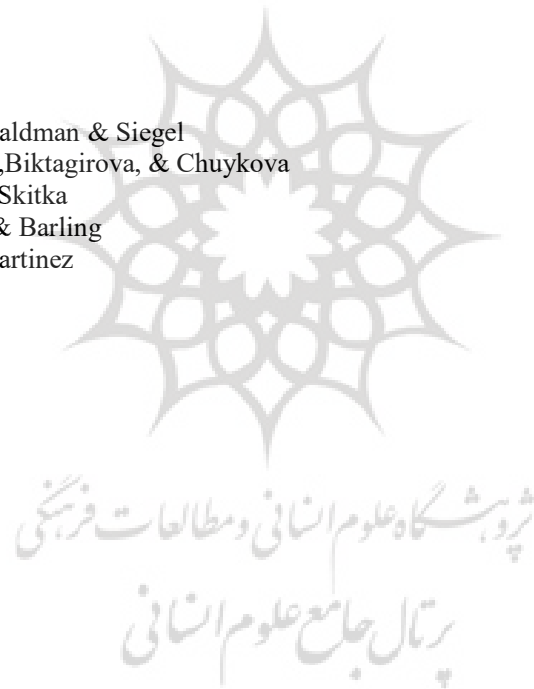 aldman & Siegel
,Biktagirova, & Chuykova
Skitka
& Barling
artinez
پژوهشگاه علوم انسانی و مطالعات فرهنگی
پرتال جامع علوم انسانی